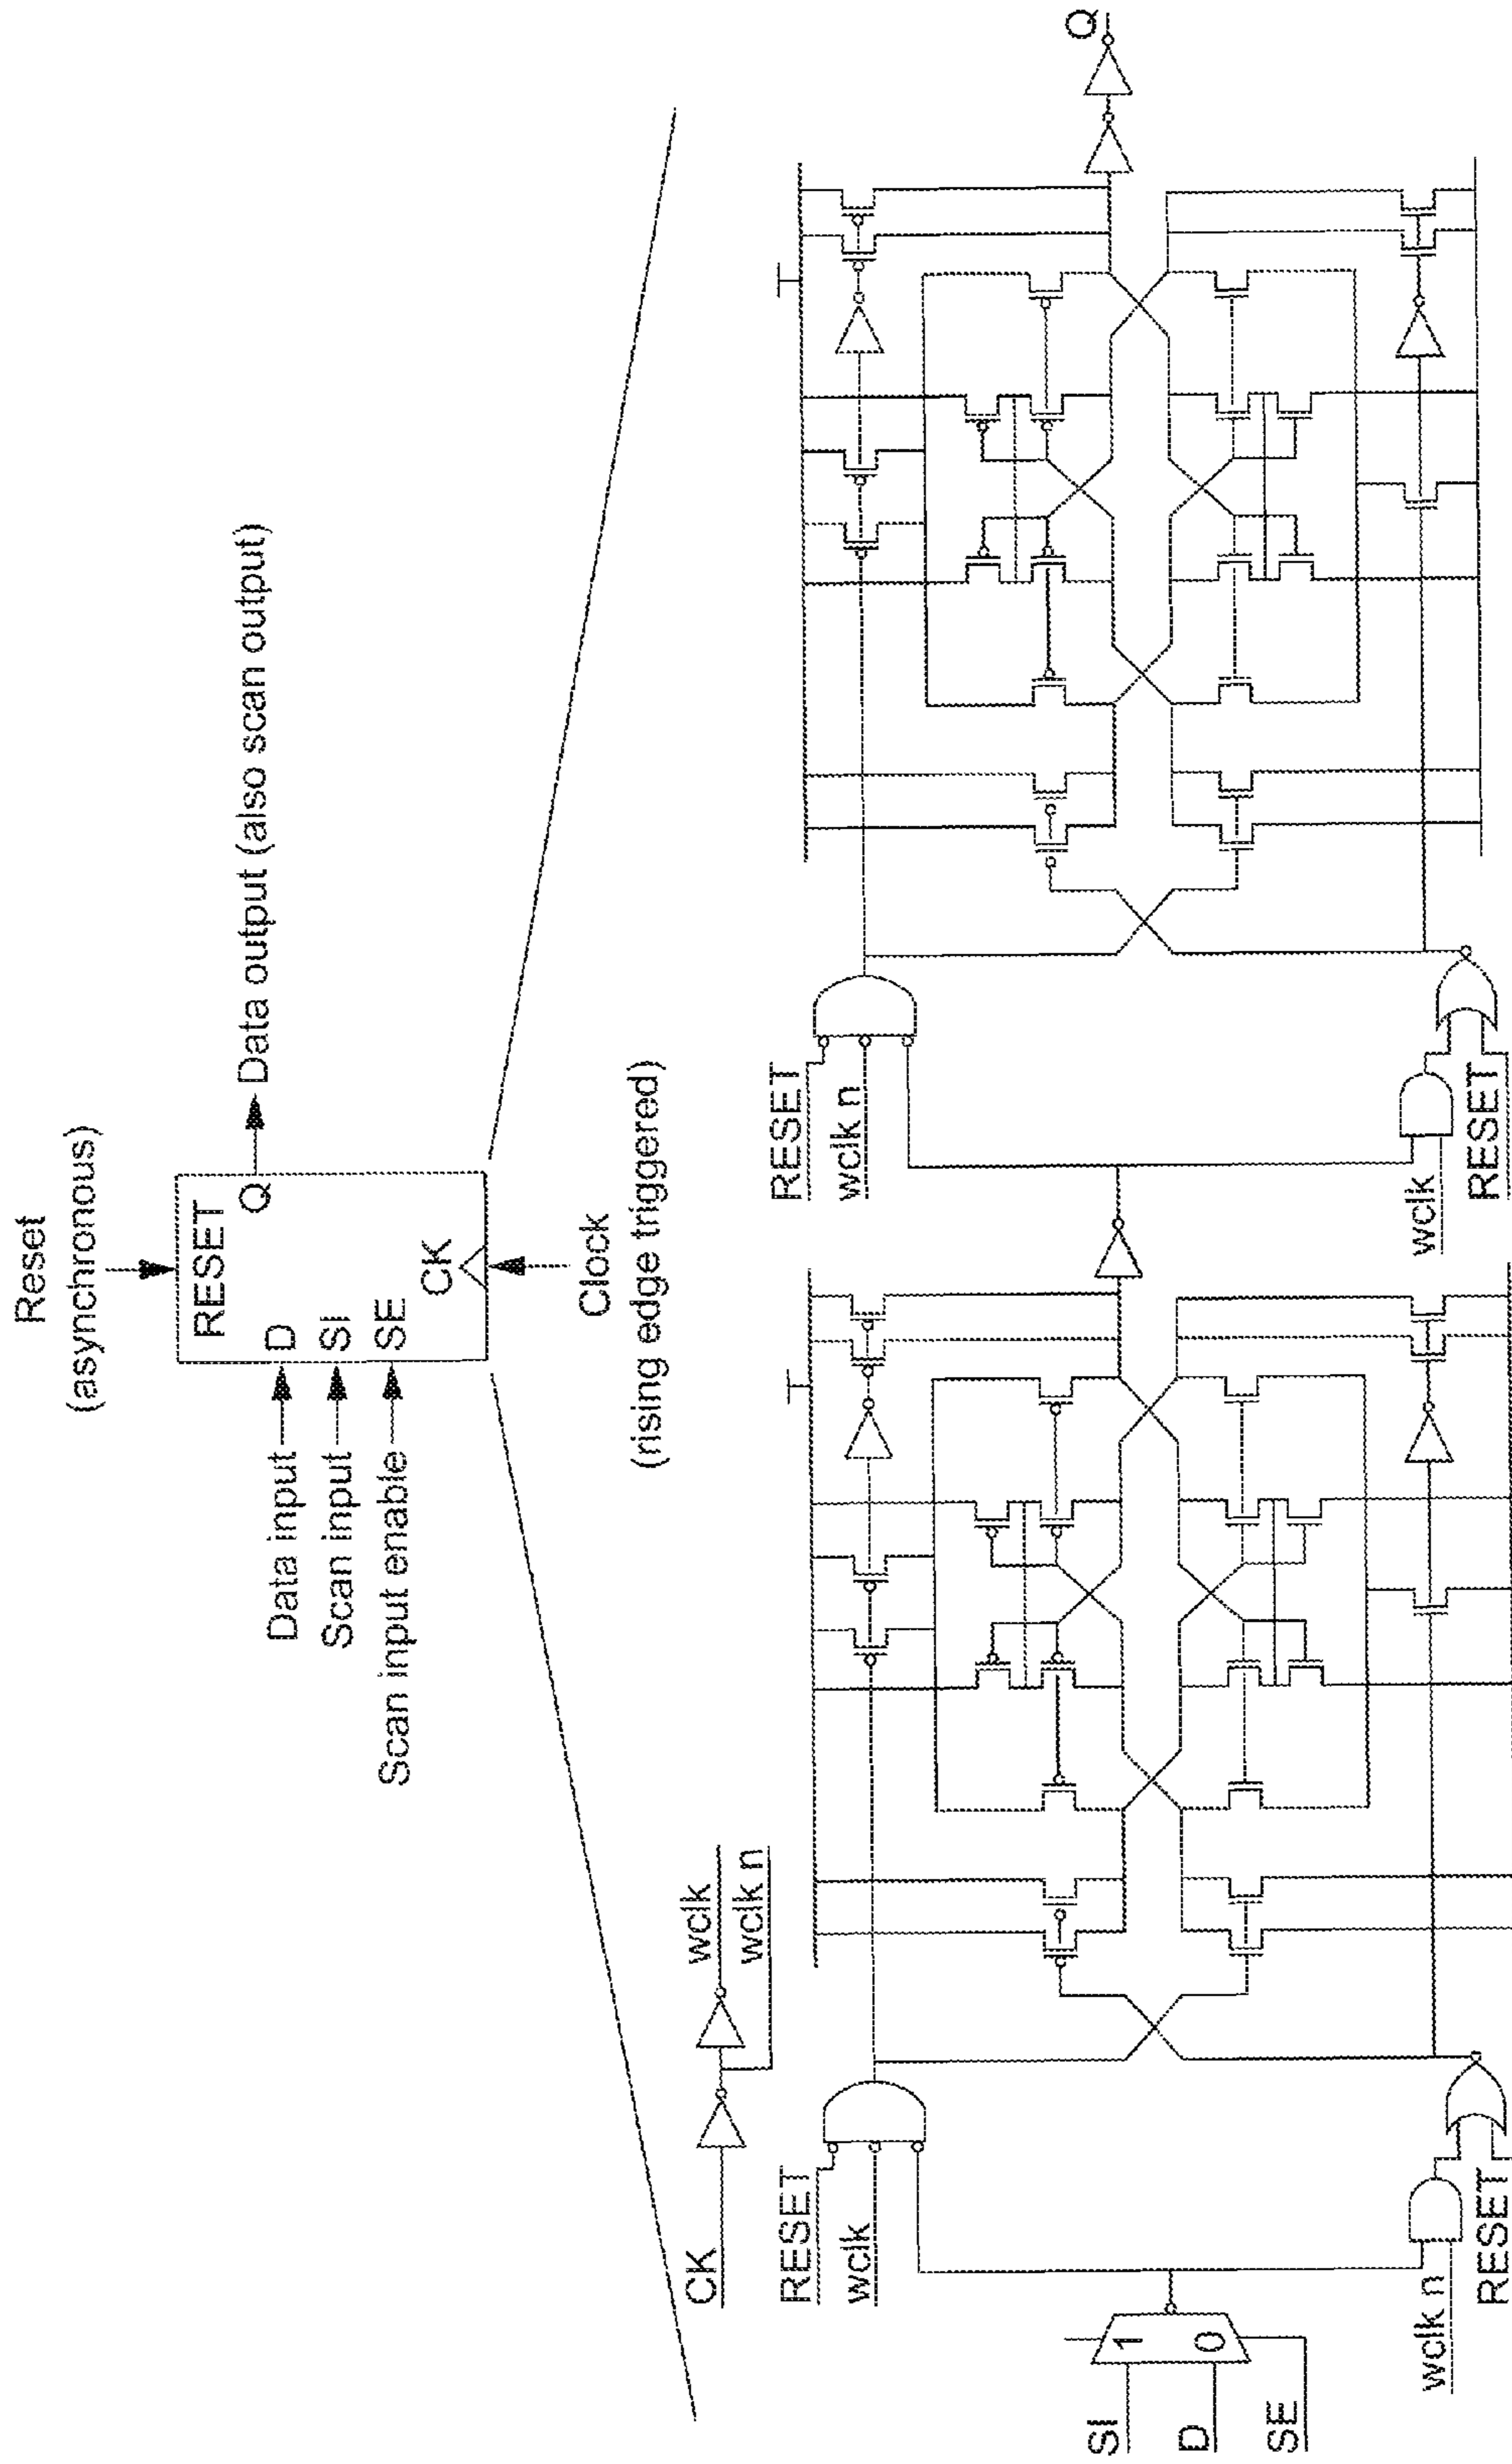 Reset
(asynchronous)
RESET
Data input
D
Q
Data output (also scan output)
Scan input
SI
Scan input enable
SE
CK
Clock
(rising edge triggered)
CK
wclk
wclk n
RESET
wclk
RESET
wclk n
SI
1
D
0
SE
wclk n
RESET
wclk
RESET
Q